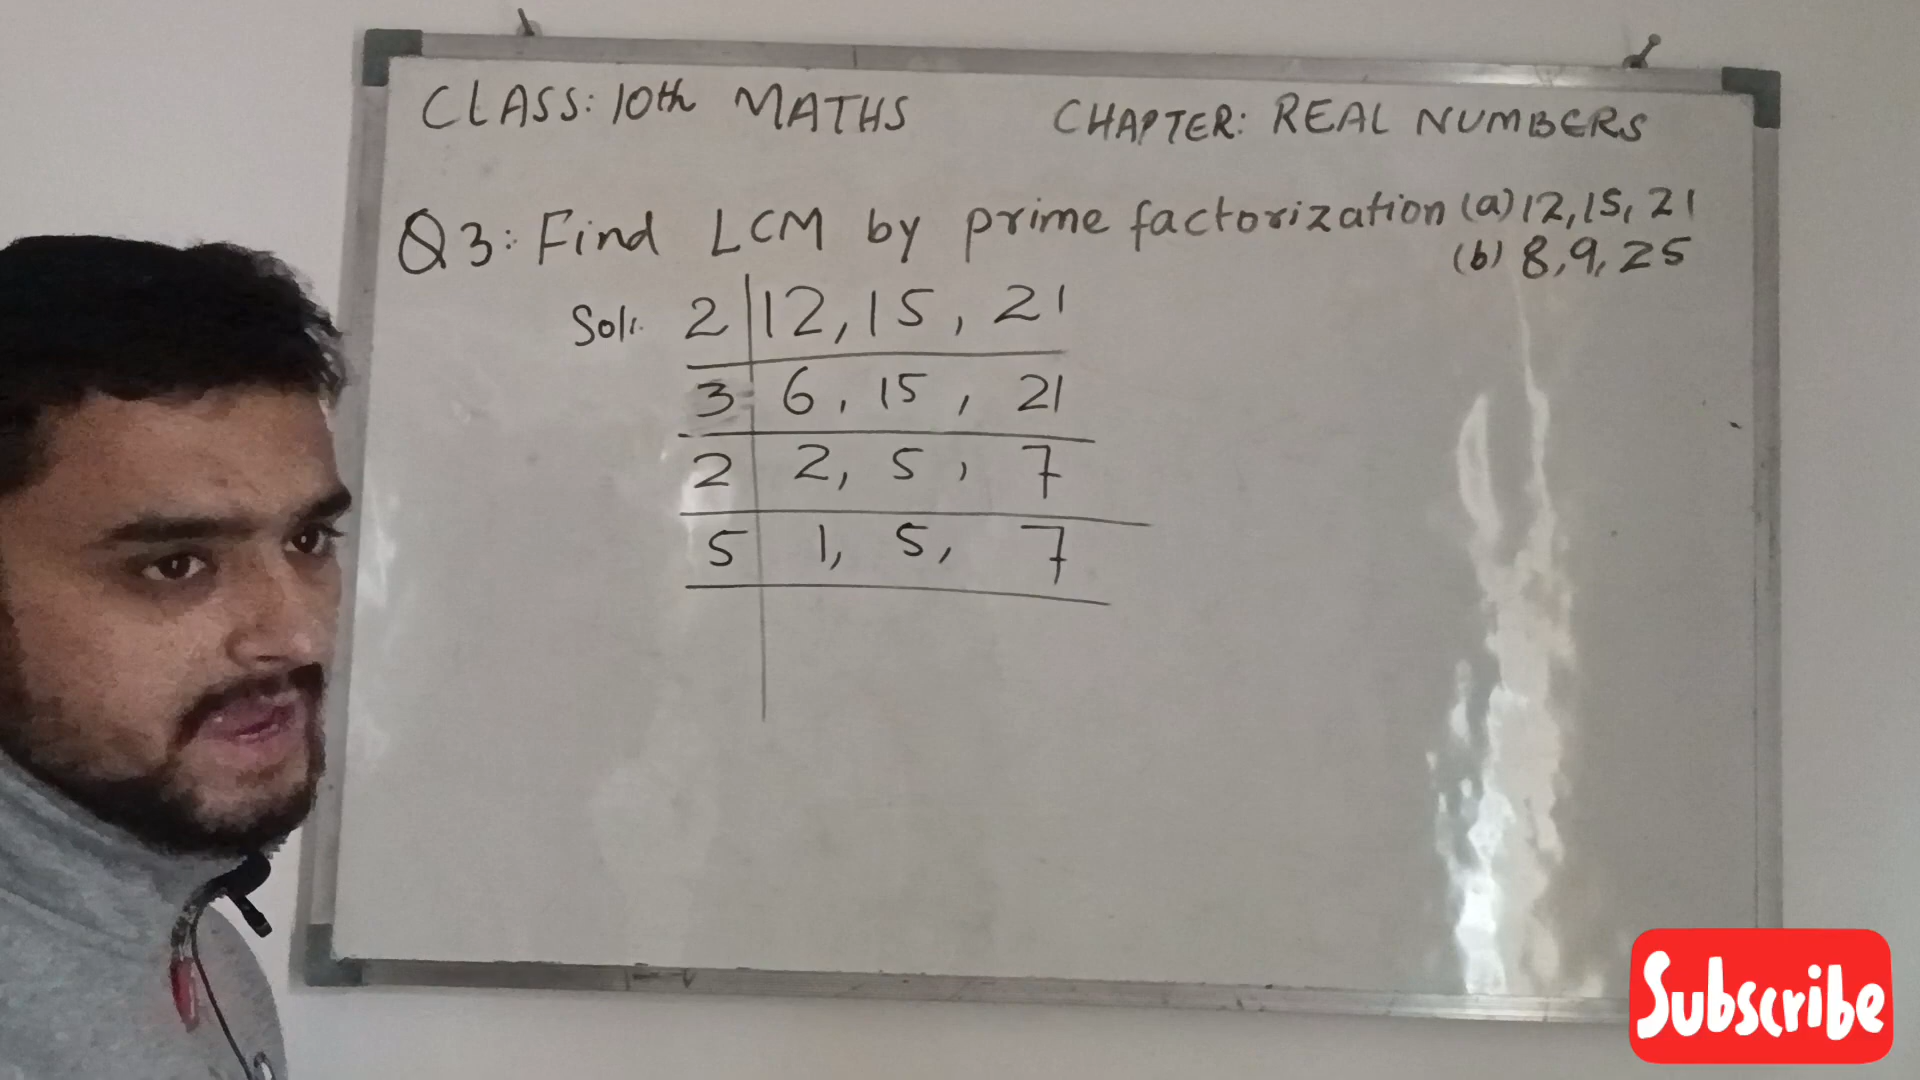 CLASS: 10th MATHS CHAPTER: REAL NUMBERS
Q3: Find LCM by prime factorization (a) 12, 15, 21
(b) 8, 9, 25
Sol: 2 | 12, 15, 21
3 6, 15, 21
2 2, 5, 7
5 1, 5, 7
Subscribe